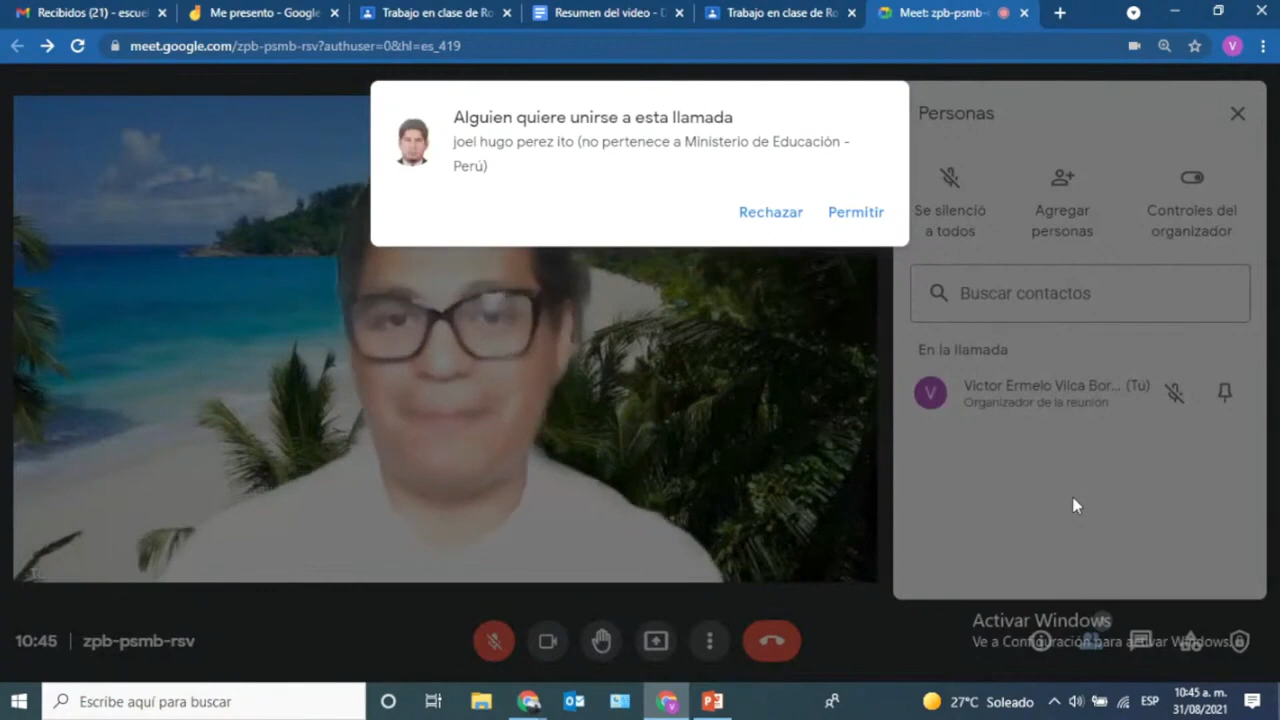 Recibidos (21) - escuel
Me presento - Google
Trabajo en clase de Ro
Resumen del video - D
Trabajo en clase de Ro
Meet: zpb-psmb-
meet.google.com/zpb-psmb-rsv?authuser=0&hl=es_419
V
Alguien quiere unirse a esta llamada
joel hugo perez ito (no pertenece a Ministerio de Educación -
Perú)
Rechazar
Permitir
Personas
Se silenció
a todos
Agregar
personas
Controles del
organizador
Buscar contactos
En la llamada
V
Victor Ermelo Vilca Bor... (Tú)
Organizador de la reunión
10:45 | zpb-psmb-rsv
Activar Windows
Ve a Configuración para activar Windows.
Escribe aquí para buscar
27°C Soleado
ESP
10:45 a. m.
31/08/2021